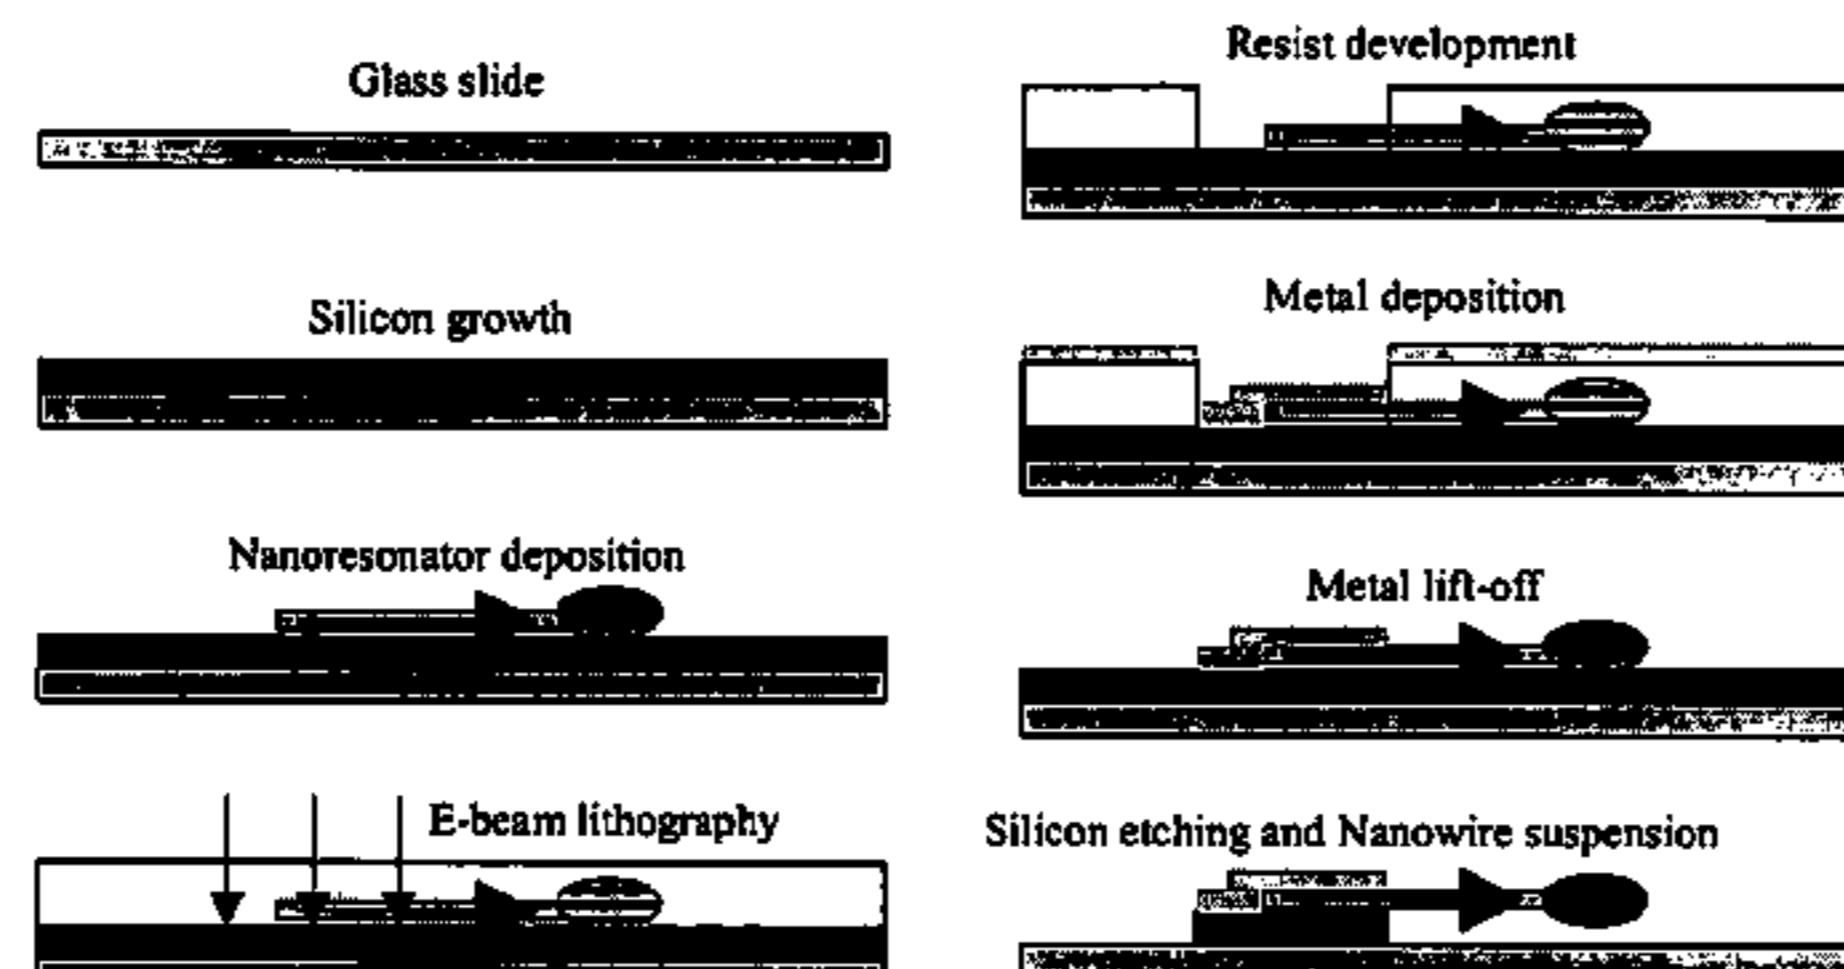 Glass slide
Silicon growth
Nanoresonator deposition
E-beam lithography
Resist development
Metal deposition
Metal lift-off
Silicon etching and Nanowire suspension